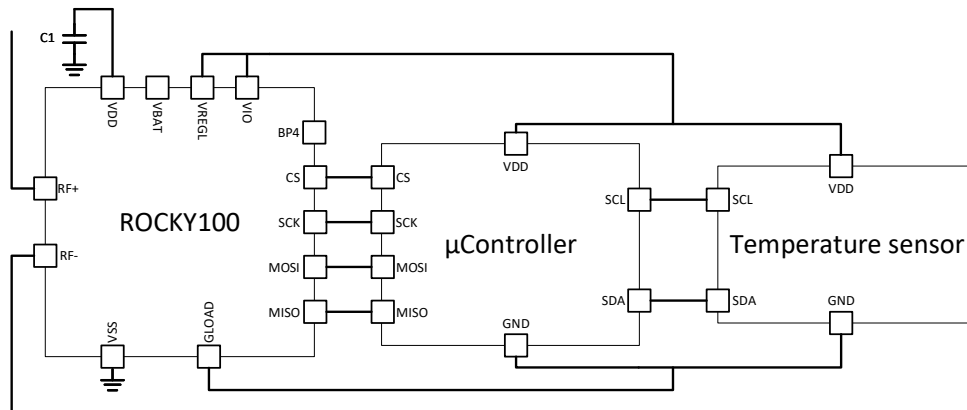 C1
VDD
VBAT
VREGL
VIO
BP4
CS
CS
VDD
VDD
RF+
ROCKY100
SCK
SCK
SCL
SCL
µController
Temperature sensor
RF-
MOSI
MOSI
MISO
MISO
SDA
SDA
GND
GND
VSS
GLOAD